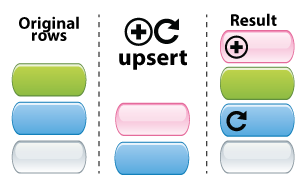 Original
rows
upsert
Result